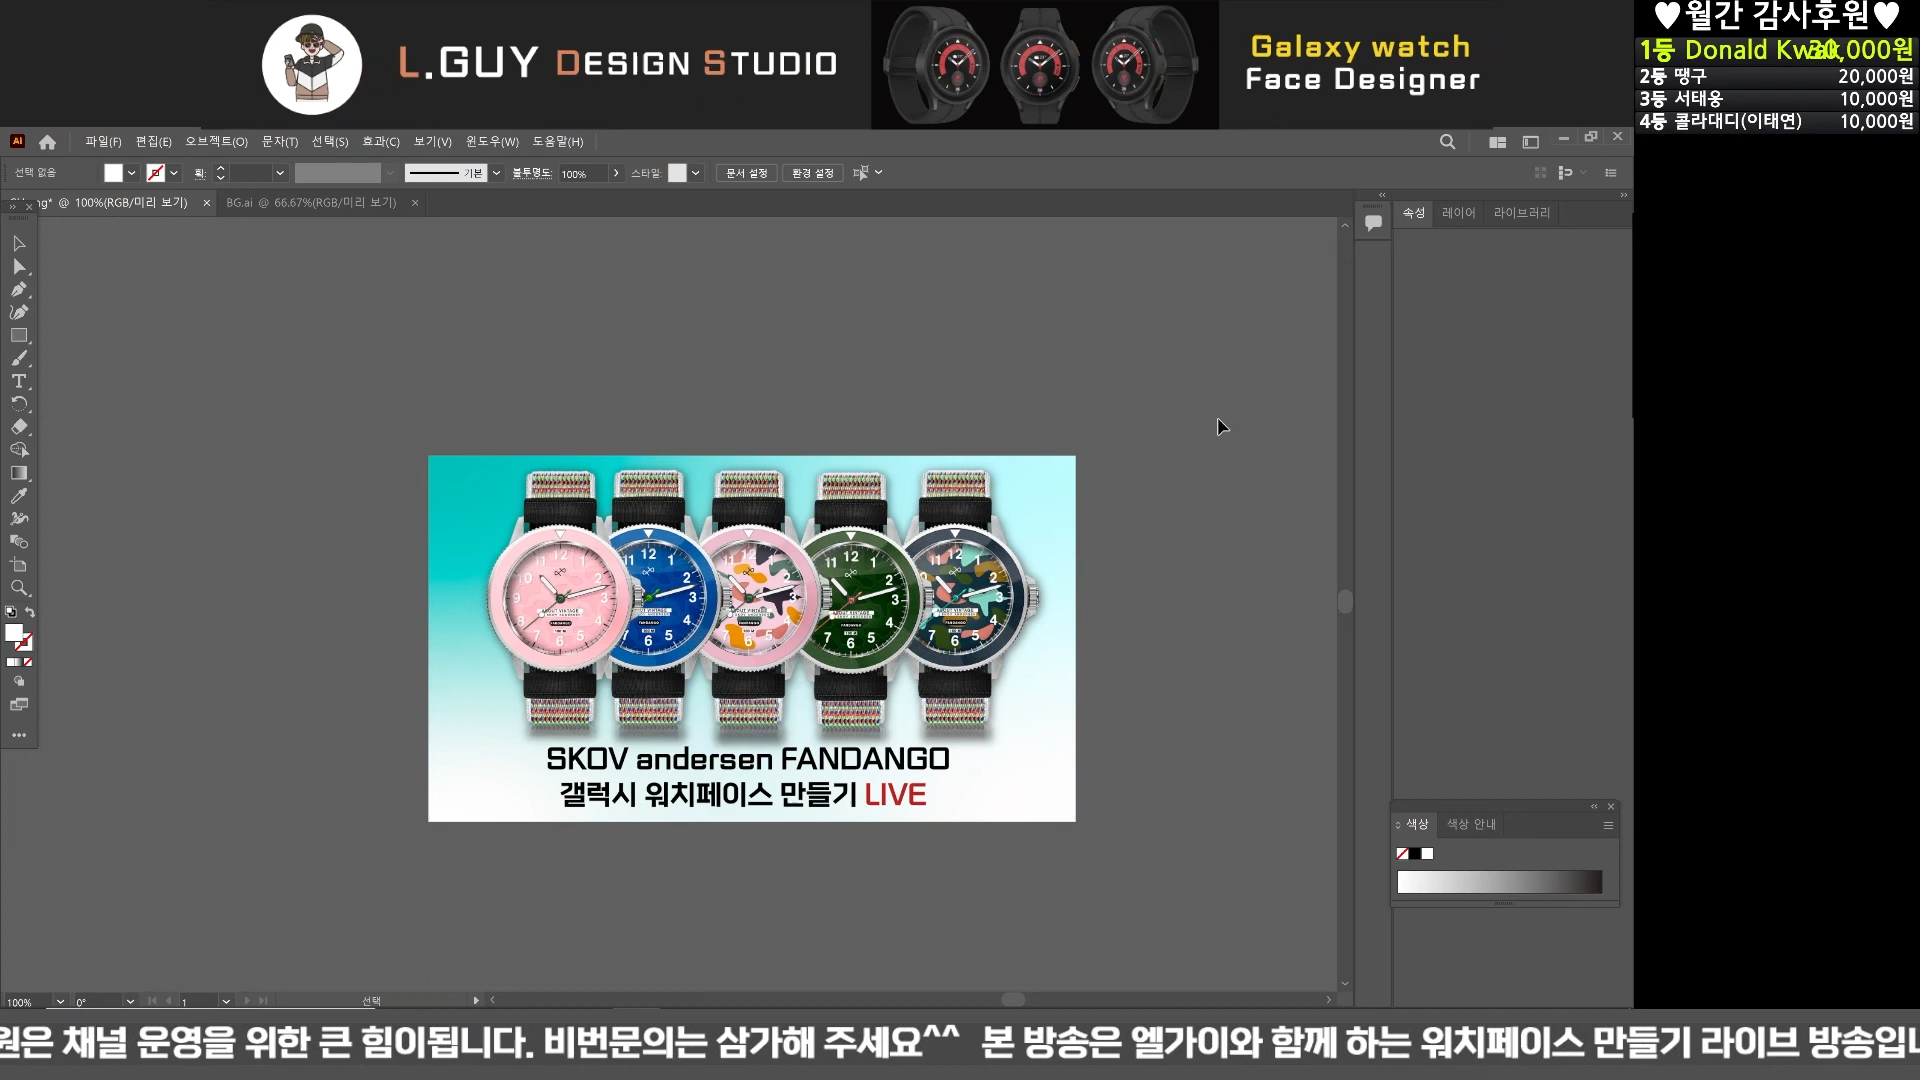 L.GUY DESIGN STUDIO
Galaxy watch
Face Designer
♥월간 감사후원♥
1등 Donald Kwak 30,000원
2등 땡구 20,000원
3등 서태웅 10,000원
4등 콜라대디(이태연) 10,000원
Ai 파일(F) 편집(E) 오브젝트(O) 문자(T) 선택(S) 효과(C) 보기(V) 윈도우(W) 도움말(H)
선택 없음 획: 기본 불투명도: 100% 스타일: 문서 설정 환경 설정
@ 100%(RGB/미리 보기) × BG.ai @ 66.67%(RGB/미리 보기) ×
속성 레이어 라이브러리
SKOV andersen FANDANGO
갤럭시 워치페이스 만들기 LIVE
색상 색상 안내
100% 0° 1 선택
원은 채널 운영을 위한 큰 힘이됩니다. 비번문의는 삼가해 주세요^^ 본 방송은 엘가이와 함께 하는 워치페이스 만들기 라이브 방송입니